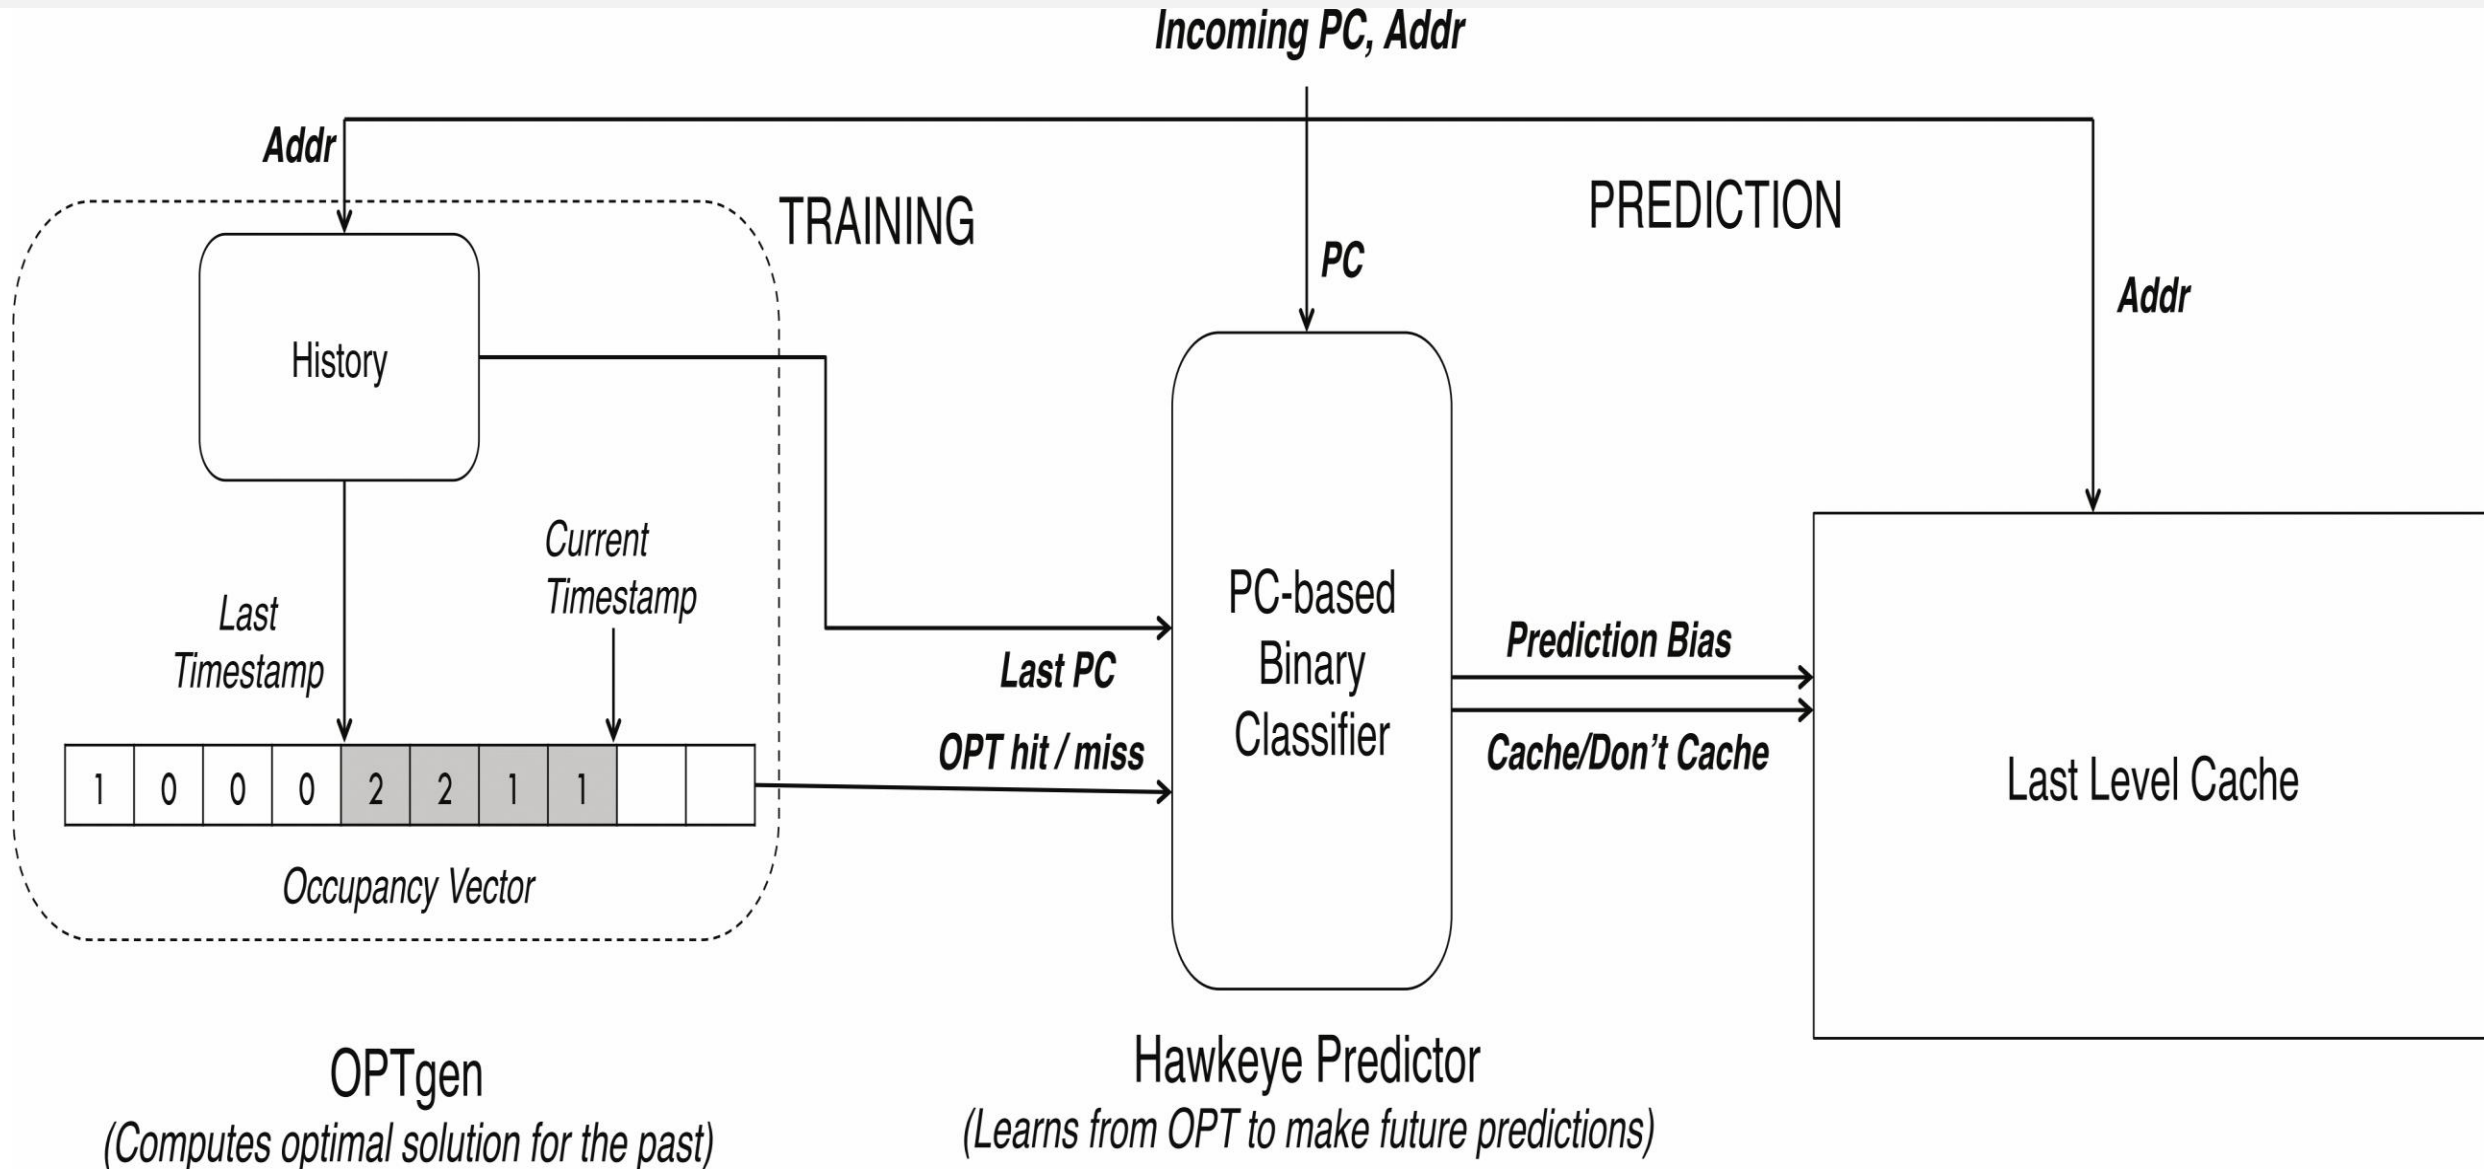 Incoming PC, Addr
Addr
TRAINING
PREDICTION
PC
Addr
History
Current
Timestamp
Last
Timestamp
Last PC
OPT hit / miss
PC-based
Binary
Classifier
Prediction Bias
Cache/Don't Cache
Last Level Cache
1 0 0 0 2 2 1 1
Occupancy Vector
OPTgen
(Computes optimal solution for the past)
Hawkeye Predictor
(Learns from OPT to make future predictions)